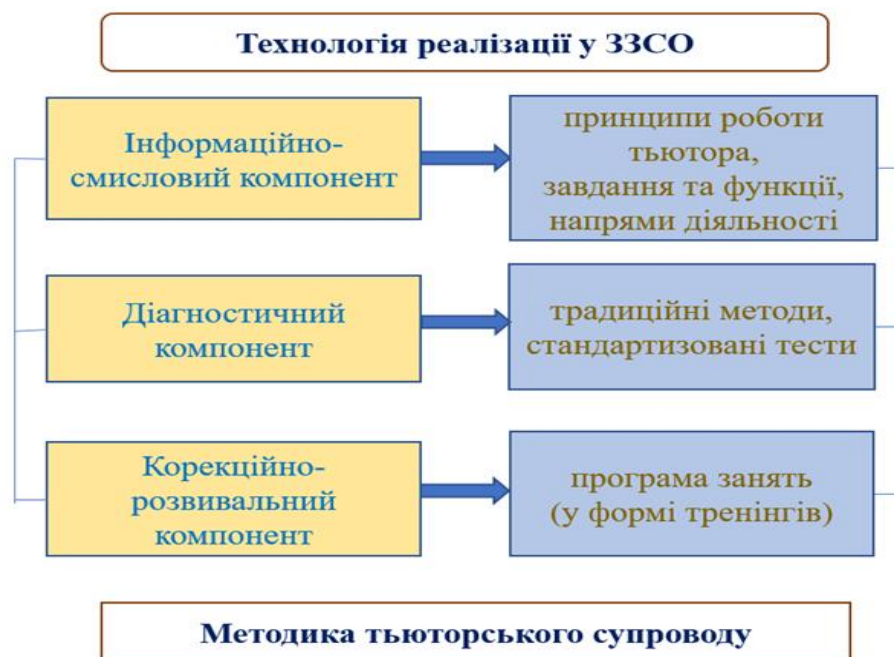 Технологія реалізації у ЗЗСО
Інформаційно-
смисловий компонент
принципи роботи
тьютора,
завдання та функції,
напрями діяльності
Діагностичний
компонент
традиційні методи,
стандартизовані тести
Корекційно-
розвивальний
компонент
програма занять
(у формі тренінгів)
Методика тьюторського супроводу